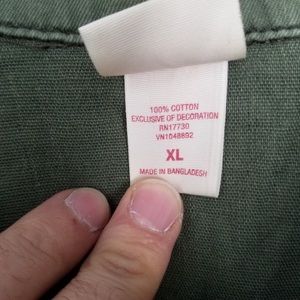 100% COTTON
EXCLUSIVE OF DECORATION
RN17730
VN1048892
XL
MADE IN BANGLADESH